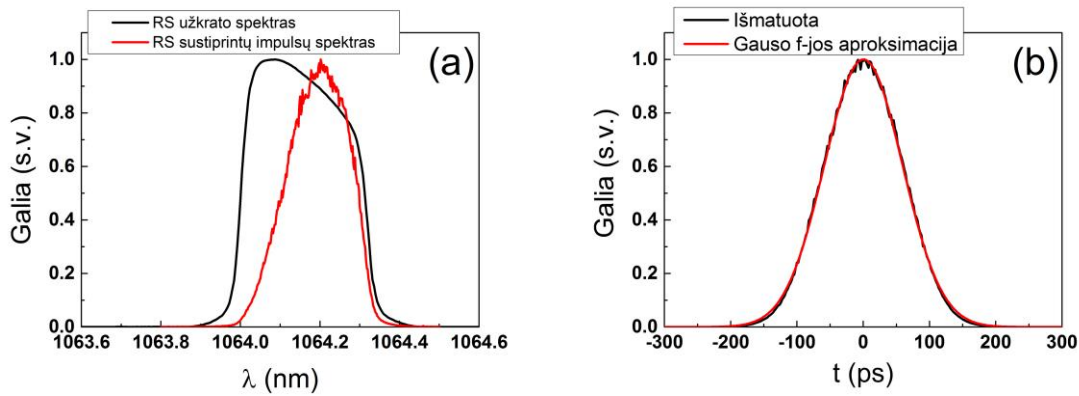 RS užkrato spektras
RS sustiprintų impulsų spektras
(a)
Galia (s.v.)
1.0
0.8
0.6
0.4
0.2
0.0
1063.6 1063.8 1064.0 1064.2 1064.4 1064.6
λ (nm)
Išmatuota
Gauso f-jos aproksimacija
(b)
Galia (s.v.)
1.0
0.8
0.6
0.4
0.2
0.0
-300 -200 -100 0 100 200 300
t (ps)